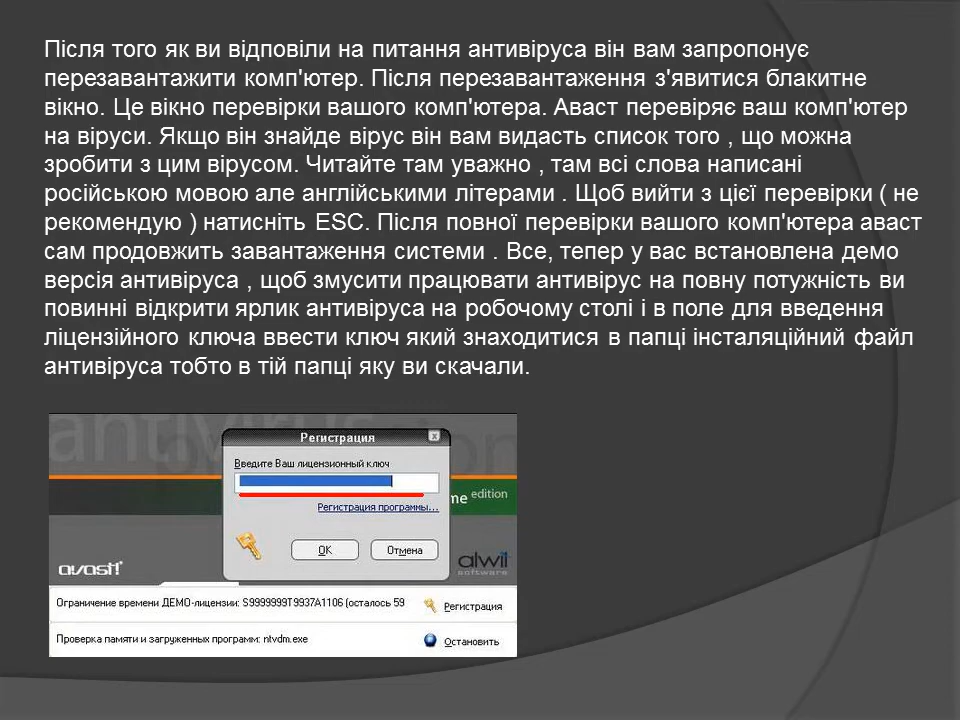 Після того як ви відповіли на питання антивіруса він вам запропонує
перезавантажити комп'ютер. Після перезавантаження з'явитися блакитне
вікно. Це вікно перевірки вашого комп'ютера. Аваст перевіряє ваш комп'ютер
на віруси. Якщо він знайде вірус він вам видасть список того , що можна
зробити з цим вірусом. Читайте там уважно , там всі слова написані
російською мовою але англійськими літерами . Щоб вийти з цієї перевірки ( не
рекомендую ) натисніть ESC. Після повної перевірки вашого комп'ютера аваст
сам продовжить завантаження системи . Все, тепер у вас встановлена демо
версія антивіруса , щоб змусити працювати антивірус на повну потужність ви
повинні відкрити ярлик антивіруса на робочому столі і в поле для введення
ліцензійного ключа ввести ключ який знаходитися в папці інсталяційний файл
антивіруса тобто в тій папці яку ви скачали.
antivirus
Регистрация
x
Введите Ваш лицензионный ключ
me edition
Регистрация программы...
OK
Отмена
avast!
alwil
software
Ограничение времени ДЕМО-лицензии: S9999999T9937A1106 (осталось 59
Регистрация
Проверка памяти и загруженных программ: ntvdm.exe
Остановить